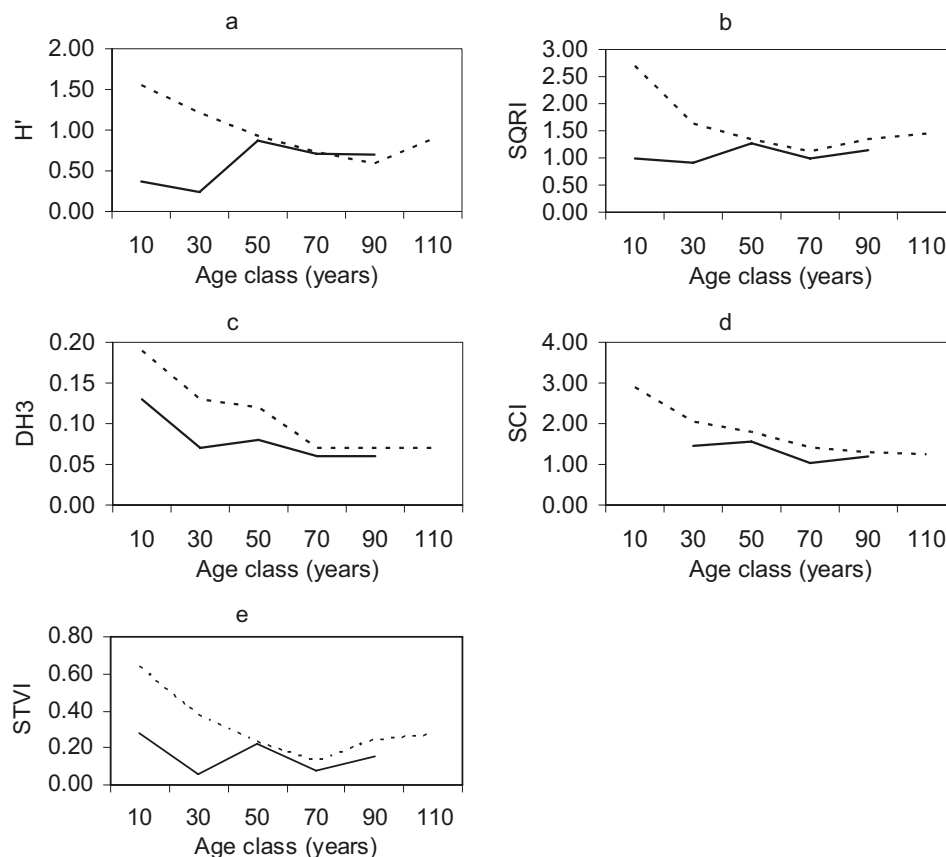 a
2.00
1.50
1.00
0.50
0.00
H'
10 30 50 70 90 110
Age class (years)
b
3.00
2.50
2.00
1.50
1.00
0.50
0.00
SQRI
10 30 50 70 90 110
Age class (years)
c
0.20
0.15
0.10
0.05
0.00
DH3
10 30 50 70 90 110
Age class (years)
d
4.00
3.00
2.00
1.00
0.00
SCI
10 30 50 70 90 110
Age class (years)
e
0.80
0.60
0.40
0.20
0.00
STVI
10 30 50 70 90 110
Age class (years)